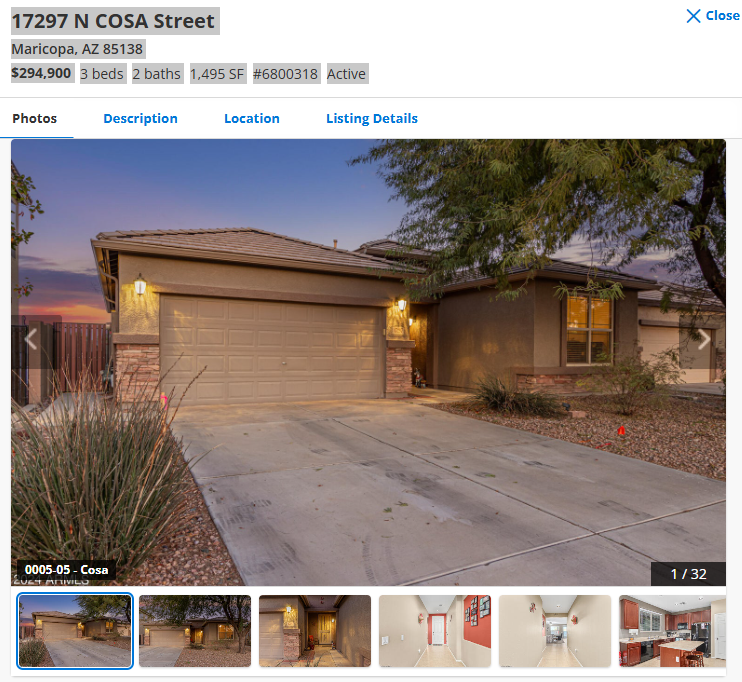 17297 N COSA Street
Close
Maricopa, AZ 85138
$294,900 3 beds 2 baths 1,495 SF #6800318 Active
Photos Description Location Listing Details
0005-05 - Cosa
2024 ARMLS
1 / 32